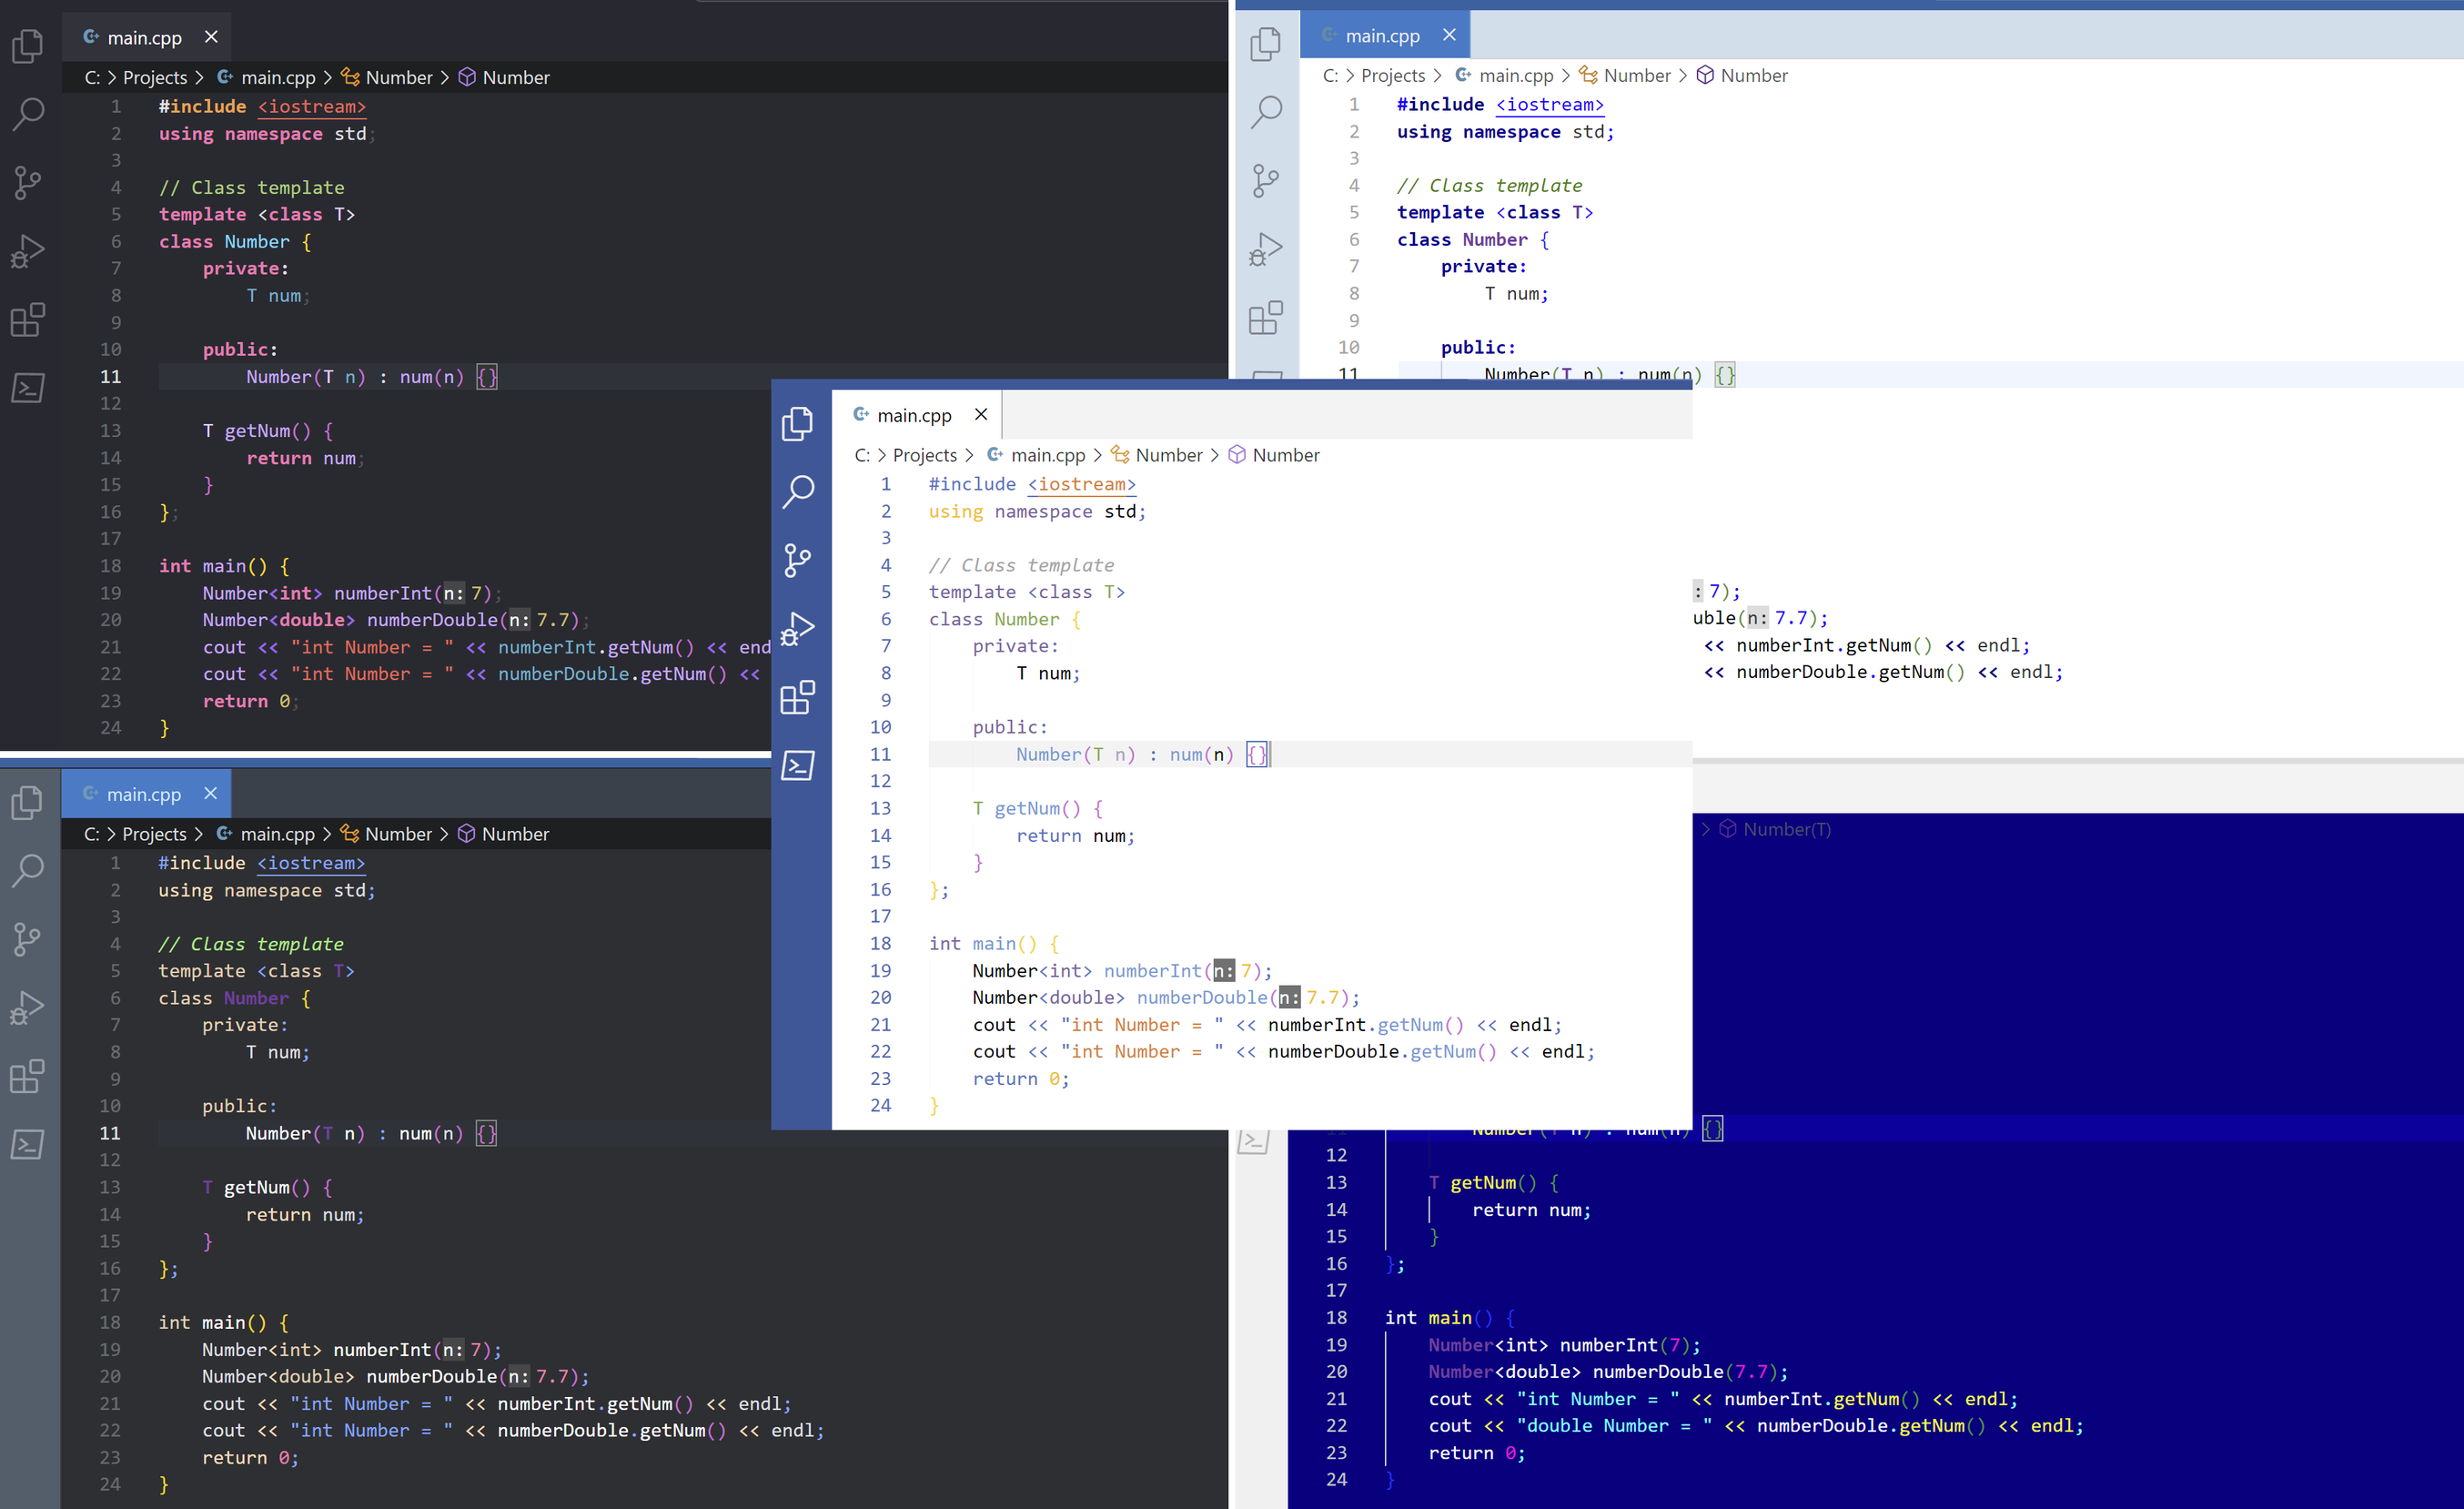 main.cpp
C: > Projects > main.cpp > Number > Number
1 #include <iostream>
2 using namespace std;
3
4 // Class template
5 template <class T>
6 class Number {
7 private:
8 T num;
9
10 public:
11 Number(T n) : num(n) {}
12
13 T getNum() {
14 return num;
15 }
16 };
17
18 int main() {
19 Number<int> numberInt(n: 7);
20 Number<double> numberDouble(n: 7.7);
21 cout << "int Number = " << numberInt.getNum() << end
22 cout << "int Number = " << numberDouble.getNum() <<
23 return 0;
24 }
main.cpp
C: > Projects > main.cpp > Number > Number
1 #include <iostream>
2 using namespace std;
3
4 // Class template
5 template <class T>
6 class Number {
7 private:
8 T num;
9
10 public:
11 Number(T n) : num(n) {}
: 7);
uble(n: 7.7);
<< numberInt.getNum() << endl;
<< numberDouble.getNum() << endl;
main.cpp
C: > Projects > main.cpp > Number > Number
1 #include <iostream>
2 using namespace std;
3
4 // Class template
5 template <class T>
6 class Number {
7 private:
8 T num;
9
10 public:
11 Number(T n) : num(n) {}
12
13 T getNum() {
14 return num;
15 }
16 };
17
18 int main() {
19 Number<int> numberInt(n: 7);
20 Number<double> numberDouble(n: 7.7);
21 cout << "int Number = " << numberInt.getNum() << endl;
22 cout << "int Number = " << numberDouble.getNum() << endl;
23 return 0;
24 }
main.cpp
C: > Projects > main.cpp > Number > Number
1 #include <iostream>
2 using namespace std;
3
4 // Class template
5 template <class T>
6 class Number {
7 private:
8 T num;
9
10 public:
11 Number(T n) : num(n) {}
12
13 T getNum() {
14 return num;
15 }
16 };
17
18 int main() {
19 Number<int> numberInt(n: 7);
20 Number<double> numberDouble(n: 7.7);
21 cout << "int Number = " << numberInt.getNum() << endl;
22 cout << "int Number = " << numberDouble.getNum() << endl;
23 return 0;
24 }
> Number(T)
Number(T n) : num(n) {}
12
13 T getNum() {
14 return num;
15 }
16 };
17
18 int main() {
19 Number<int> numberInt(7);
20 Number<double> numberDouble(7.7);
21 cout << "int Number = " << numberInt.getNum() << endl;
22 cout << "double Number = " << numberDouble.getNum() << endl;
23 return 0;
24 }